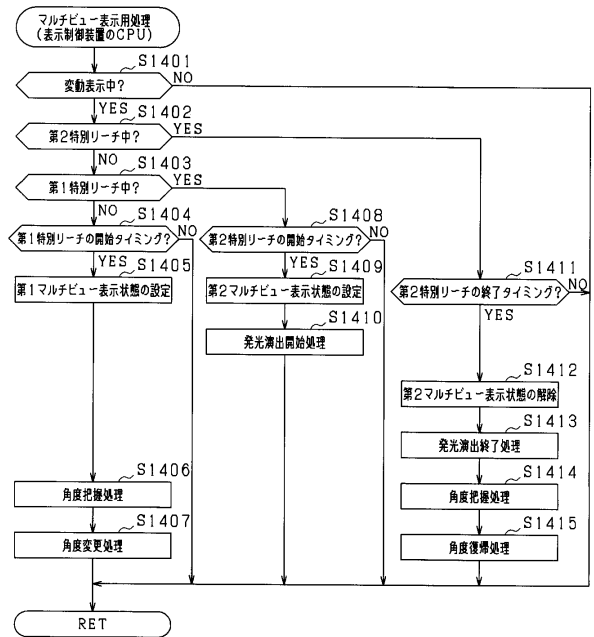 マルチビュー表示用処理
(表示制御装置のCPU)
S1401
変動表示中?
NO
YES
S1402
第2特別リーチ中?
YES
NO
S1403
第1特別リーチ中?
YES
NO
S1404
第1特別リーチの開始タイミング?
NO
YES
S1405
第1マルチビュー表示状態の設定
S1406
角度把握処理
S1407
角度変更処理
S1408
第2特別リーチの開始タイミング?
NO
YES
S1409
第2マルチビュー表示状態の設定
S1410
発光演出開始処理
S1411
第2特別リーチの終了タイミング?
NO
YES
S1412
第2マルチビュー表示状態の解除
S1413
発光演出終了処理
S1414
角度把握処理
S1415
角度復帰処理
RET